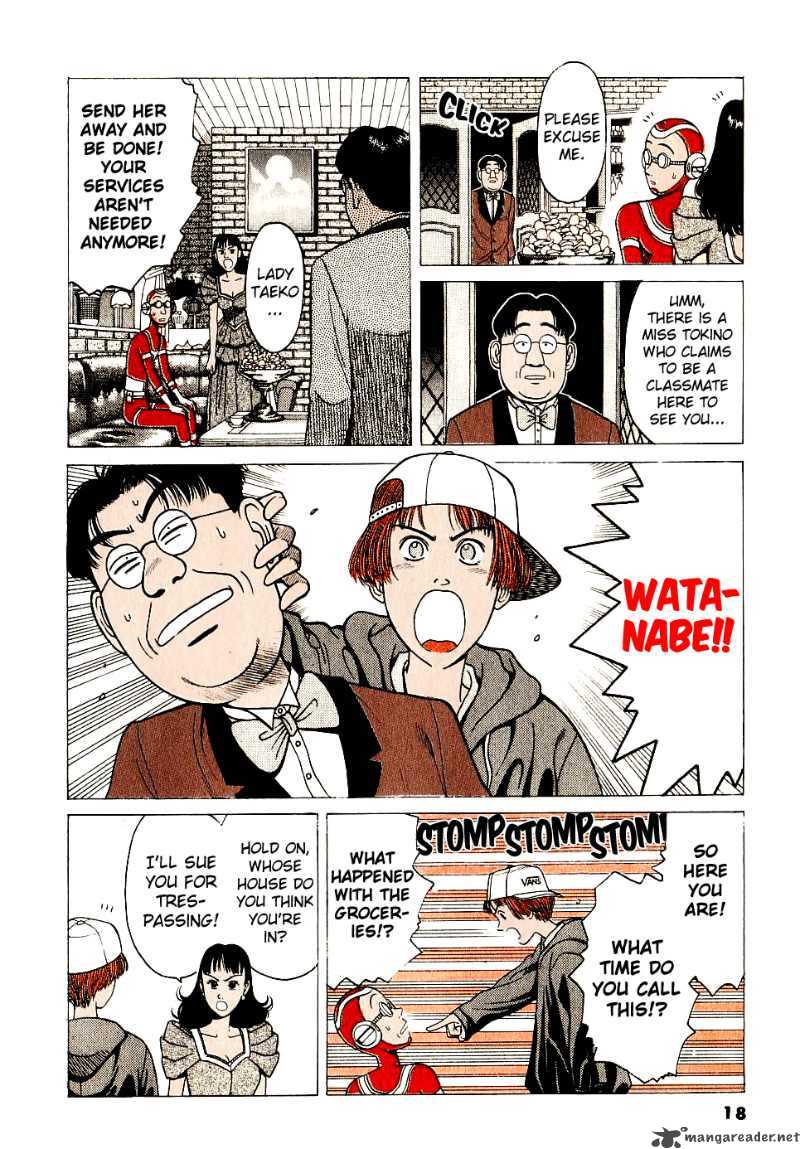 CLICK
PLEASE
EXCUSE
ME.
SEND HER
AWAY AND
BE DONE!
YOUR
SERVICES
AREN'T
NEEDED
ANYMORE!
LADY
TAEKO
...
UMM,
THERE IS A
MISS TOKINO
WHO CLAIMS
TO BE A
CLASSMATE
HERE TO
SEE YOU...
WATA-
NABE!!
STOMP STOMP STOMP
SO
HERE
YOU
ARE!
VANS
WHAT
TIME DO
YOU CALL
THIS!?
WHAT
HAPPENED
WITH THE
GROCER-
IES!?
HOLD ON,
WHOSE
HOUSE DO
YOU THINK
YOU'RE
IN?
I'LL SUE
YOU FOR
TRES-
PASSING!
18
mangareader.net